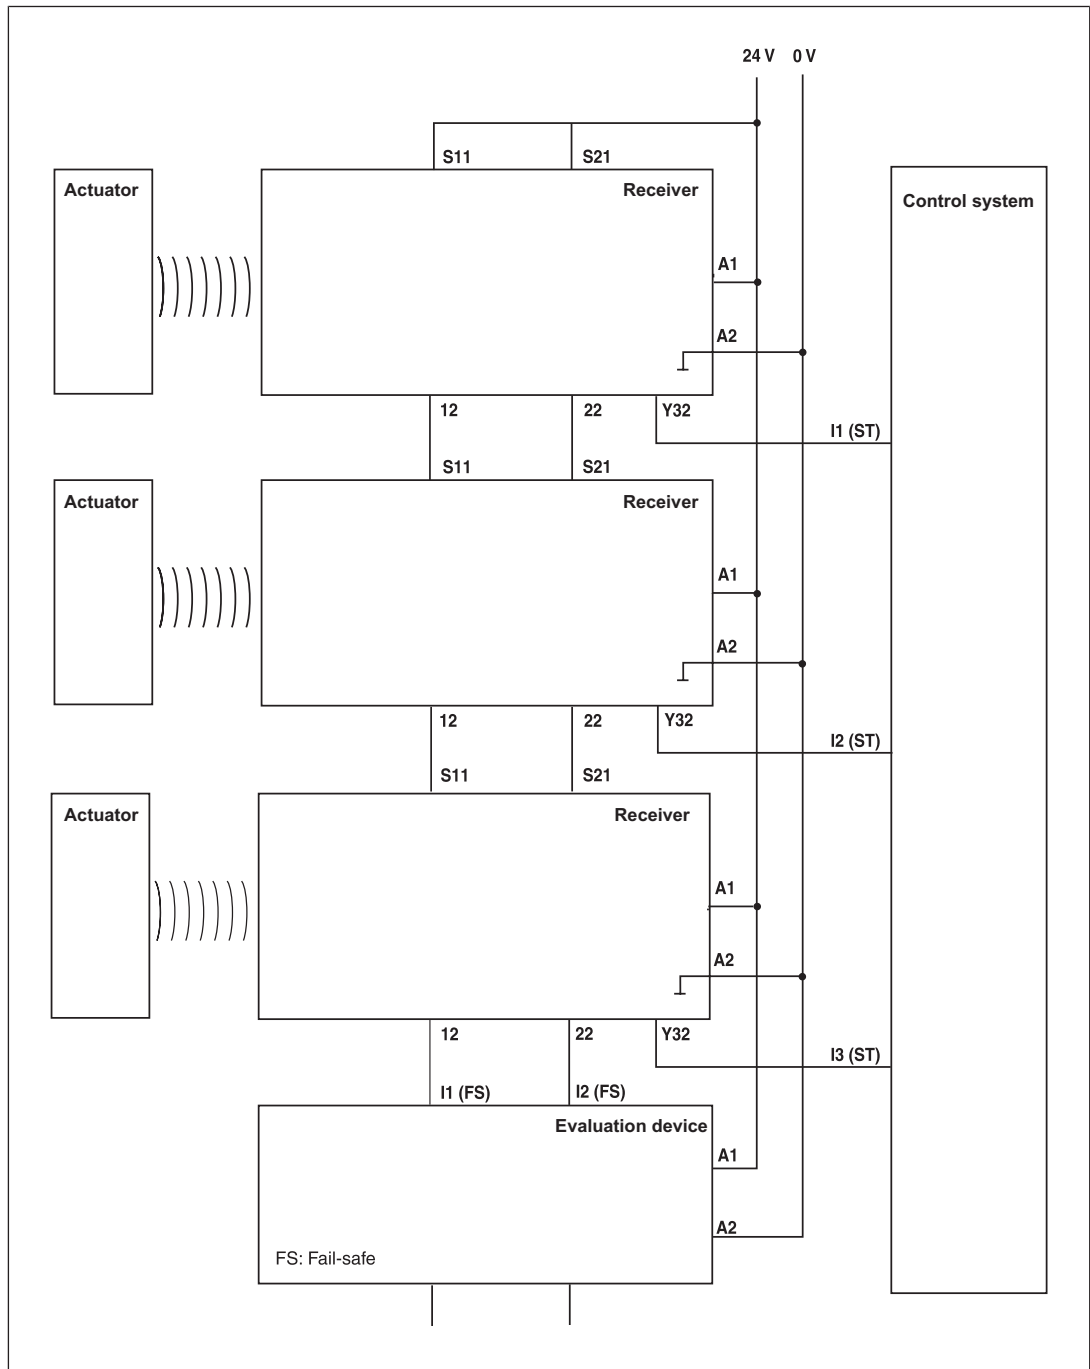 24 V 0 V
S11 S21
Actuator Receiver Control system
A1
A2
12 22 Y32
I1 (ST)
S11 S21
Actuator Receiver
A1
A2
12 22 Y32
I2 (ST)
S11 S21
Actuator Receiver
A1
A2
12 22 Y32
I3 (ST)
I1 (FS) I2 (FS)
Evaluation device
A1
A2
FS: Fail-safe